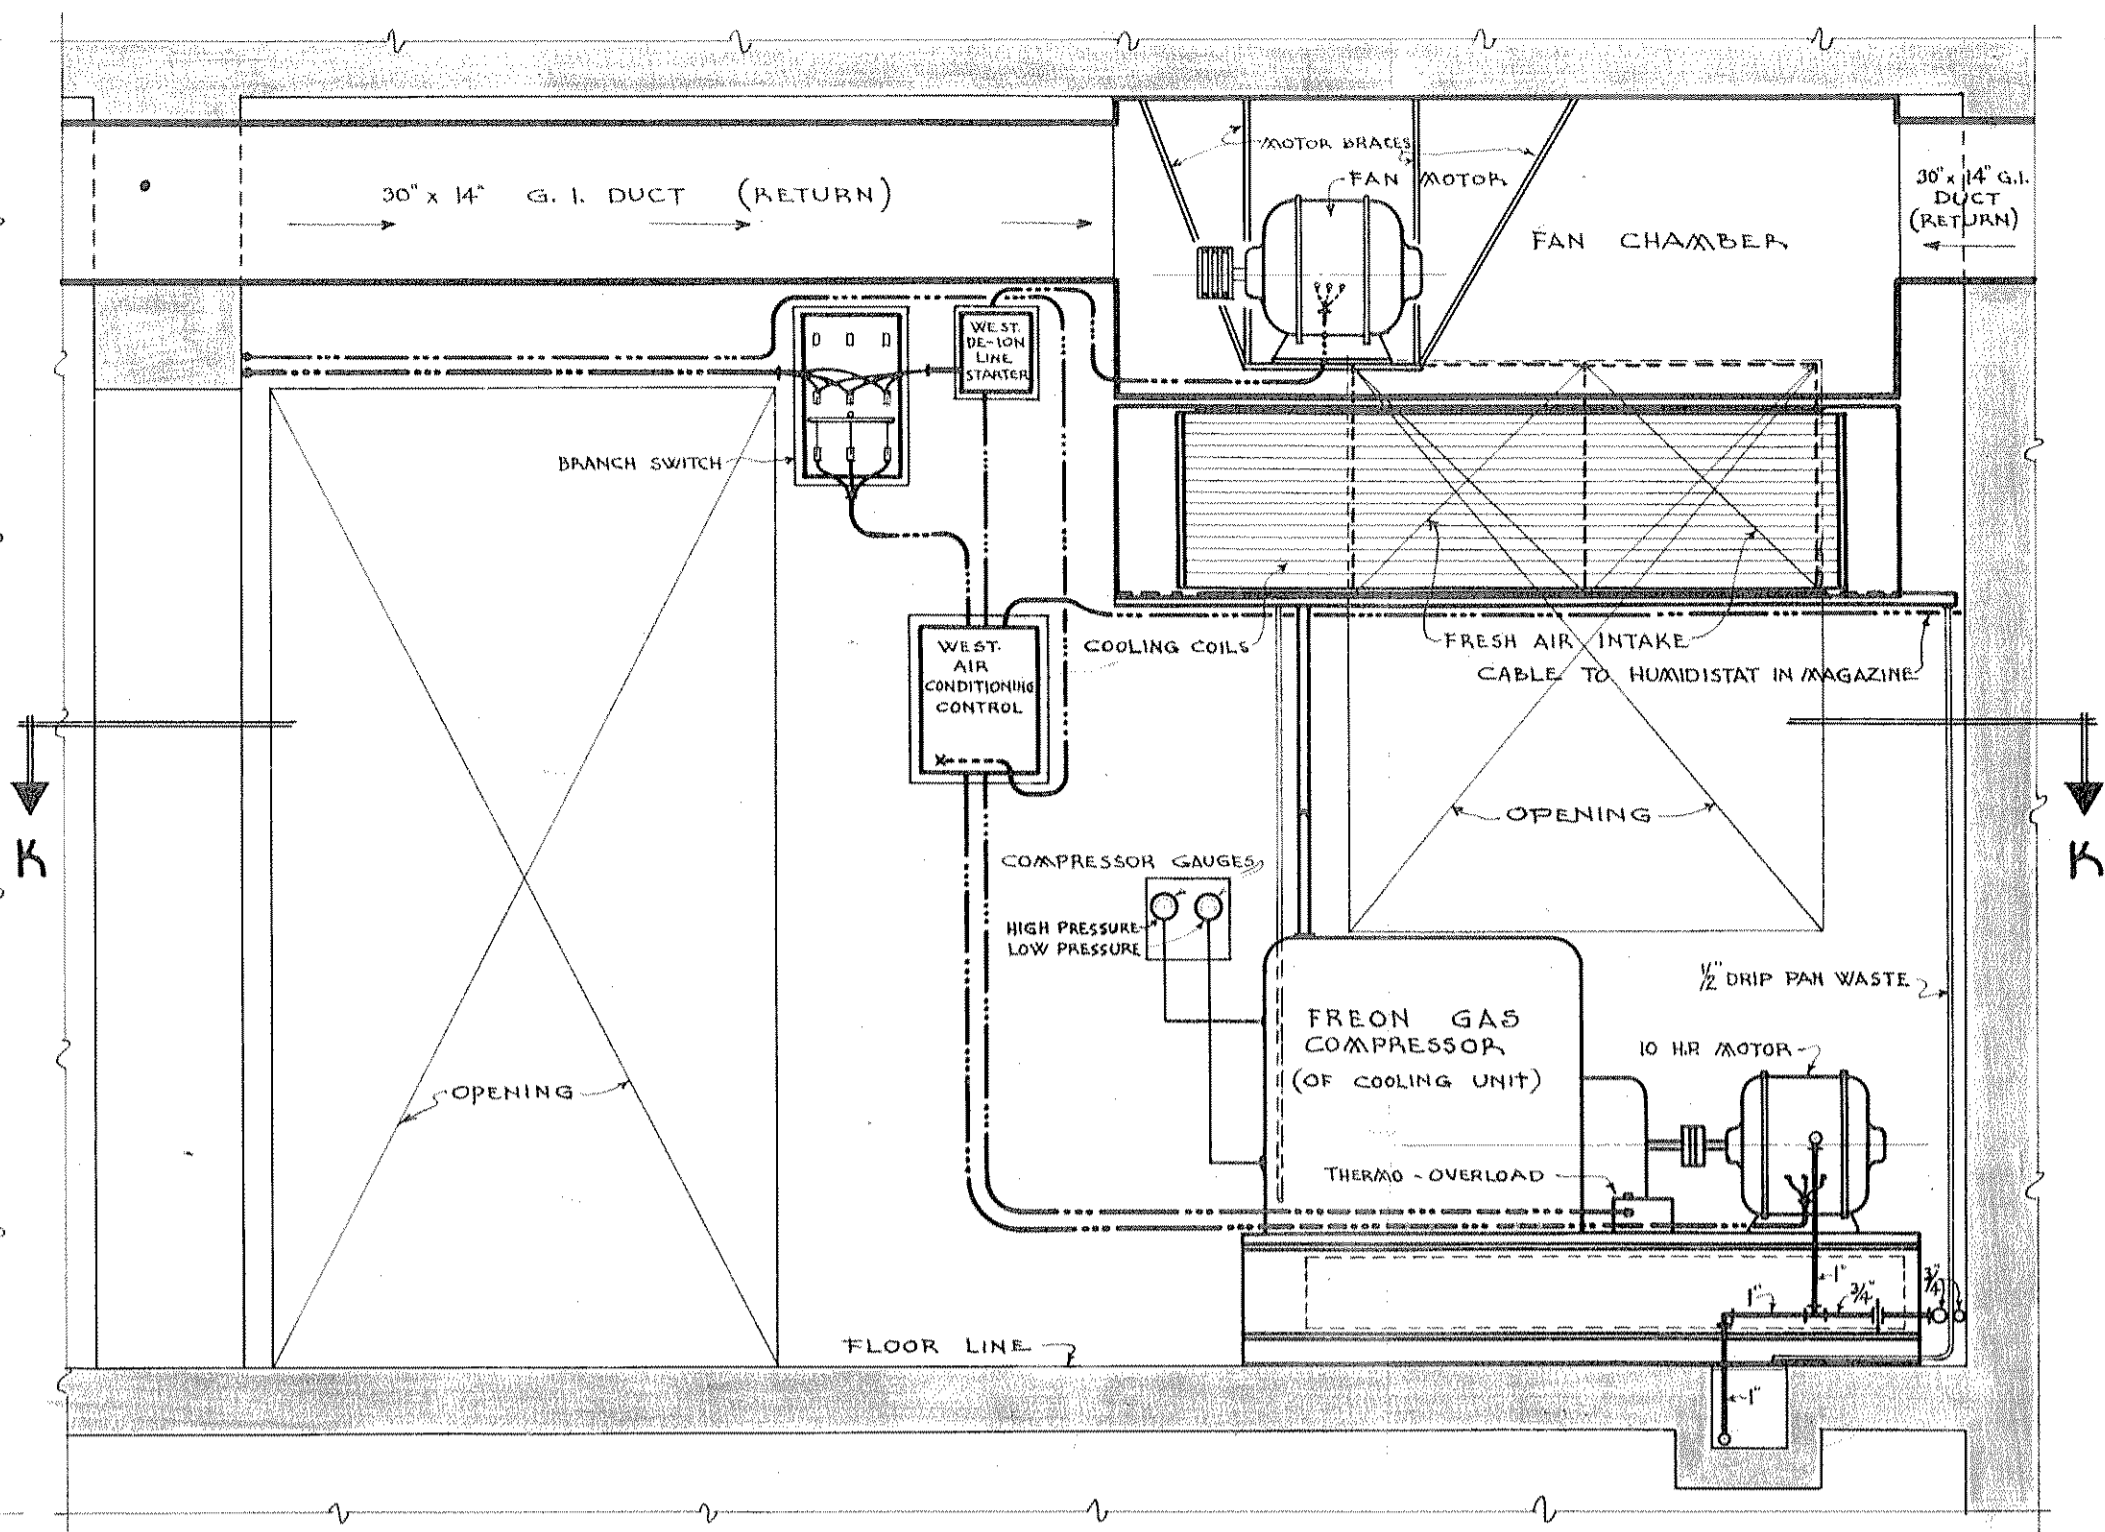 MOTOR BRACES
FAN MOTOR
30" x 14" G. I. DUCT (RETURN)
30" x 14" G.I.
DUCT
(RETURN)
FAN CHAMBER
WEST.
DE-ION
LINE
STARTER
BRANCH SWITCH
WEST.
AIR
CONDITIONING
CONTROL
COOLING COILS
FRESH AIR INTAKE
CABLE TO HUMIDISTAT IN MAGAZINE
K
K
OPENING
COMPRESSOR GAUGES
HIGH PRESSURE
LOW PRESSURE
1/2" DRIP PAN WASTE
FREON GAS
COMPRESSOR
(OF COOLING UNIT)
10 H.P. MOTOR
OPENING
THERMO-OVERLOAD
1"
3/4"
1"
3/4"
FLOOR LINE
1"